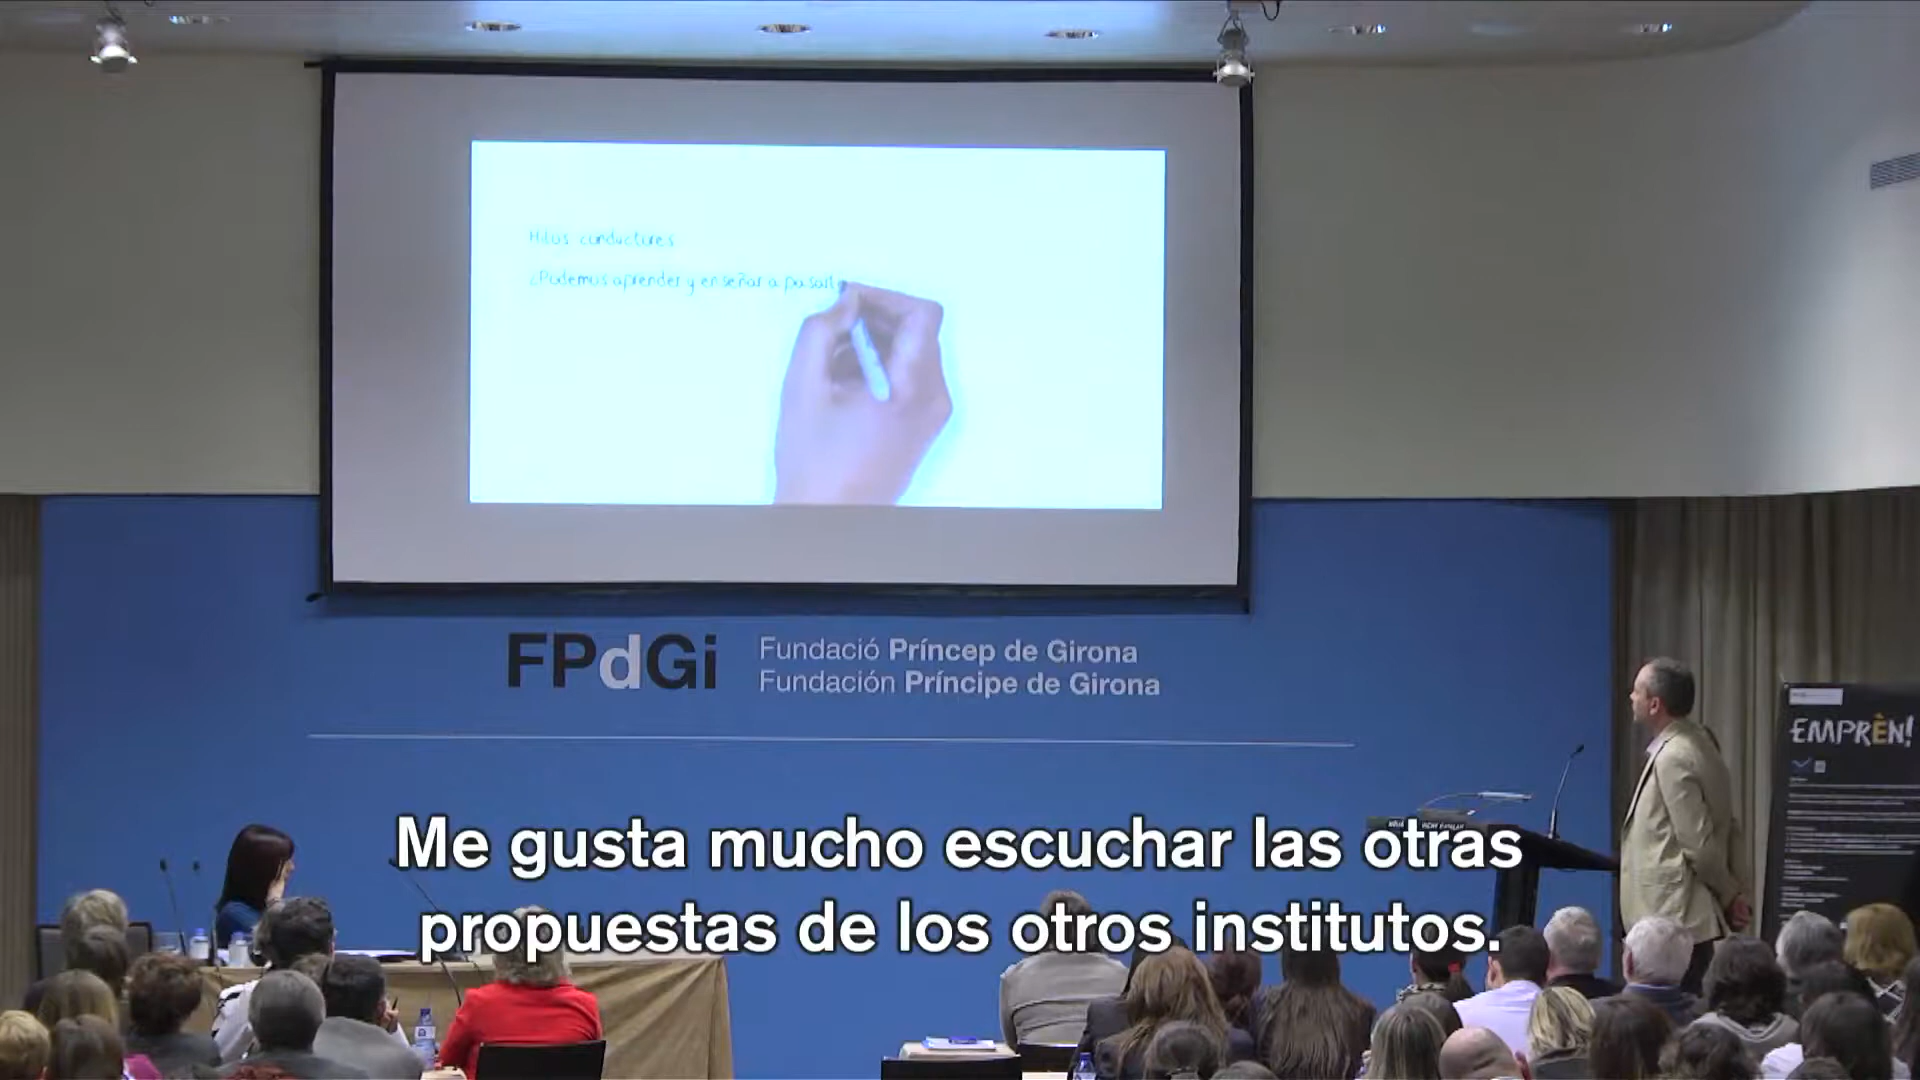 Hilos conductores
¿Podemos aprender y enseñar a pasarl
FPdGi
Fundació Príncep de Girona
Fundación Príncipe de Girona
EMPRÈN!
Me gusta mucho escuchar las otras
propuestas de los otros institutos.